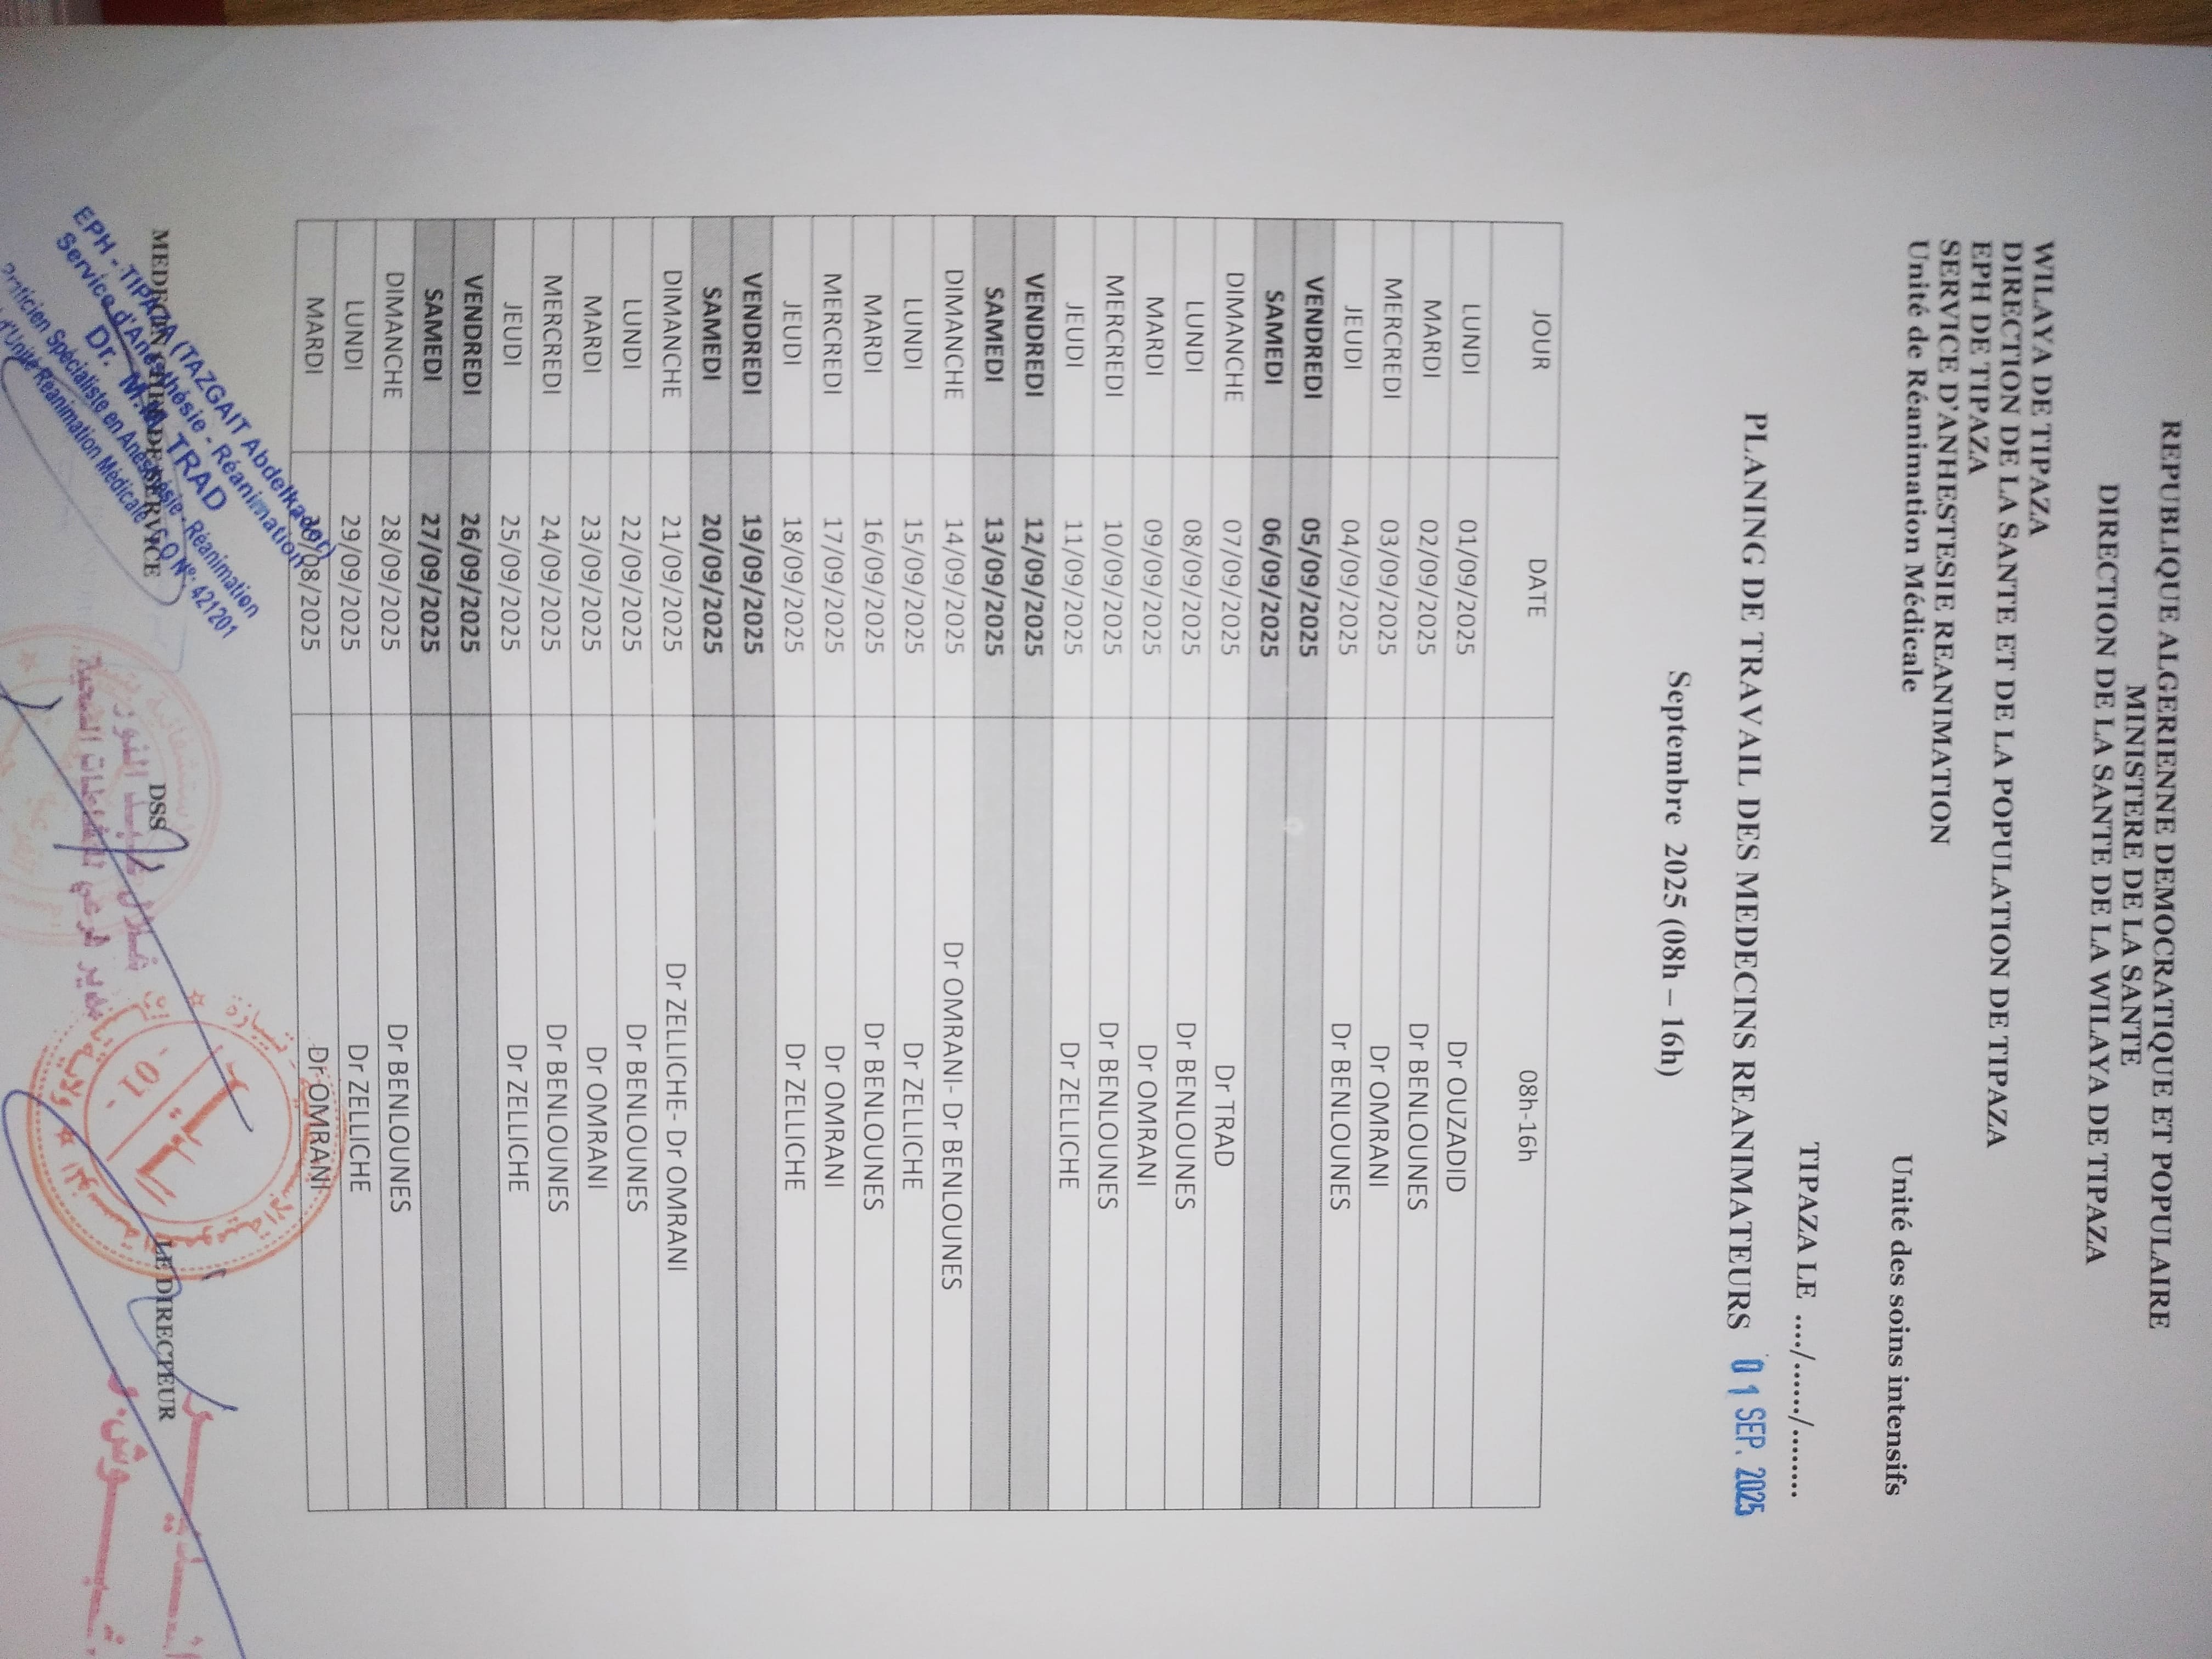 REPUBLIQUE ALGERIENNE DEMOCRATIQUE ET POPULAIRE
MINISTERE DE LA SANTE
DIRECTION DE LA SANTE DE LA WILAYA DE TIPAZA
WILAYA DE TIPAZA
DIRECTION DE LA SANTE ET DE LA POPULATION DE TIPAZA
EPH DE TIPAZA
SERVICE D'ANHESTESIE REANIMATION
Unité de Réanimation Médicale
Unité des soins intensifs
TIPAZA LE ..../....../........
PLANING DE TRAVAIL DES MEDECINS REANIMATEURS 01 SEP. 2025
Septembre 2025 (08h – 16h)
JOUR DATE 08h-16h
LUNDI 01/09/2025 Dr OUZADID
MARDI 02/09/2025 Dr BENLOUNES
MERCREDI 03/09/2025 Dr OMRANI
JEUDI 04/09/2025 Dr BENLOUNES
VENDREDI 05/09/2025
SAMEDI 06/09/2025
DIMANCHE 07/09/2025 Dr TRAD
LUNDI 08/09/2025 Dr BENLOUNES
MARDI 09/09/2025 Dr OMRANI
MERCREDI 10/09/2025 Dr BENLOUNES
JEUDI 11/09/2025 Dr ZELLICHE
VENDREDI 12/09/2025
SAMEDI 13/09/2025
DIMANCHE 14/09/2025 Dr OMRANI- Dr BENLOUNES
LUNDI 15/09/2025 Dr ZELLICHE
MARDI 16/09/2025 Dr BENLOUNES
MERCREDI 17/09/2025 Dr OMRANI
JEUDI 18/09/2025 Dr ZELLICHE
VENDREDI 19/09/2025
SAMEDI 20/09/2025
DIMANCHE 21/09/2025 Dr ZELLICHE- Dr OMRANI
LUNDI 22/09/2025 Dr BENLOUNES
MARDI 23/09/2025 Dr OMRANI
MERCREDI 24/09/2025 Dr BENLOUNES
JEUDI 25/09/2025 Dr ZELLICHE
VENDREDI 26/09/2025
SAMEDI 27/09/2025
DIMANCHE 28/09/2025 Dr BENLOUNES
LUNDI 29/09/2025 Dr ZELLICHE
MARDI 30/08/2025 Dr OMRANI
MEDECIN CHEF DE SERVICE DSS LE DIRECTEUR
EPH - TIPAZA (TAZGAIT Abdelkader)
Service d'Anesthésie - Réanimation
Dr. M. TRAD
Praticien Spécialiste en Anésthésie - Réanimation
d'Unité Réanimation Médicale C.O N°: 421201
عبد النور
مدير فرعي للنشاطات الصحية
المدير
- 01 -
ولاية تيبازة